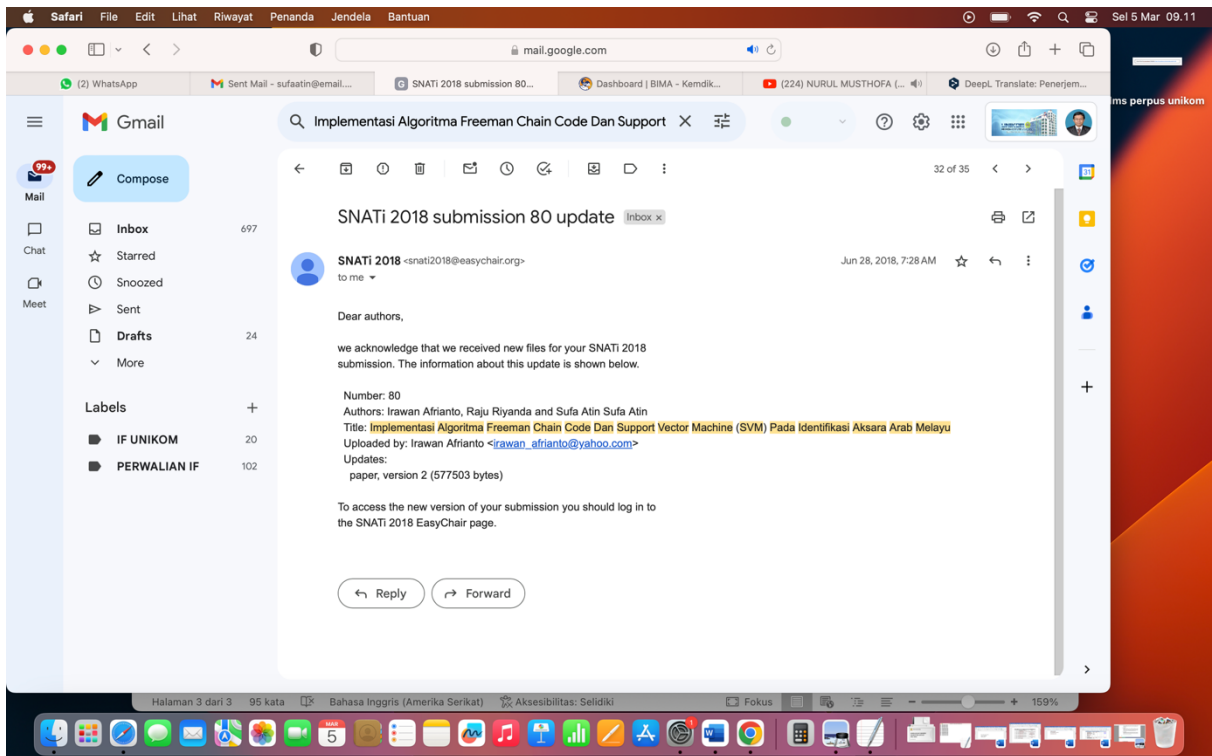 Safari File Edit Lihat Riwayat Penanda Jendela Bantuan Sel 5 Mar 09.11
mail.google.com
(2) WhatsApp Sent Mail - sufaatin@email.... SNATi 2018 submission 80... Dashboard | BIMA - Kemdik... (224) NURUL MUSTHOFA (... DeepL Translate: Penerjem...
ms perpus unikom
Gmail
Implementasi Algoritma Freeman Chain Code Dan Support
99+
Mail
Chat
Meet
Compose
Inbox 697
Starred
Snoozed
Sent
Drafts 24
More
Labels
IF UNIKOM 20
PERWALIAN IF 102
32 of 35
31
SNATi 2018 submission 80 update Inbox x
SNATi 2018 <snati2018@easychair.org> Jun 28, 2018, 7:28 AM
to me
Dear authors,
we acknowledge that we received new files for your SNATi 2018
submission. The information about this update is shown below.
Number: 80
Authors: Irawan Afrianto, Raju Riyanda and Sufa Atin Sufa Atin
Title: Implementasi Algoritma Freeman Chain Code Dan Support Vector Machine (SVM) Pada Identifikasi Aksara Arab Melayu
Uploaded by: Irawan Afrianto <irawan_afrianto@yahoo.com>
Updates:
paper, version 2 (577503 bytes)
To access the new version of your submission you should log in to
the SNATi 2018 EasyChair page.
Reply Forward
Halaman 3 dari 3 95 kata Bahasa Inggris (Amerika Serikat) Aksesibilitas: Selidiki Fokus 159%
MAR
5